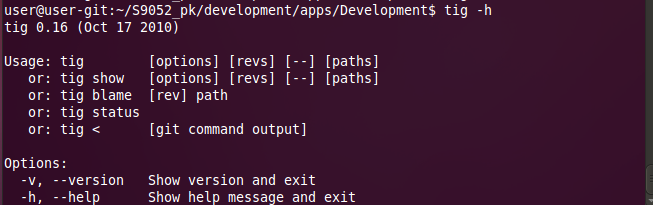 user@user-git:~/S9052_pk/development/apps/Development$ tig -h
tig 0.16 (Oct 17 2010)
Usage: tig [options] [revs] [--] [paths]
or: tig show [options] [revs] [--] [paths]
or: tig blame [rev] path
or: tig status
or: tig < [git command output]
Options:
-v, --version Show version and exit
-h, --help Show help message and exit